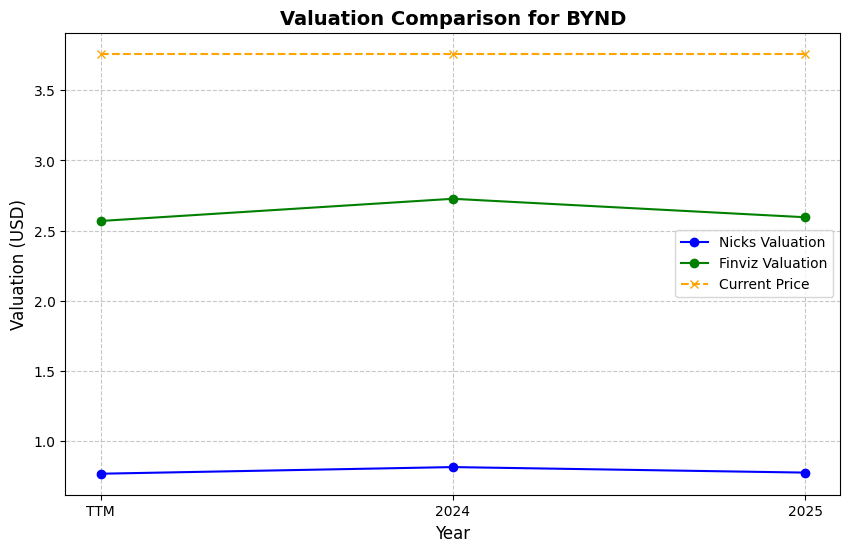 Valuation Comparison for BYND
Valuation (USD)
3.5
3.0
2.5
2.0
1.5
1.0
Nicks Valuation
Finviz Valuation
Current Price
TTM 2024 2025
Year